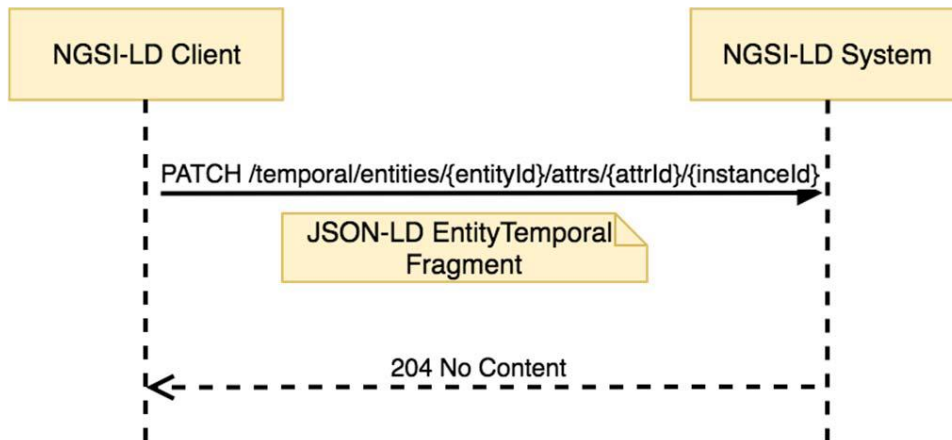 NGSI-LD Client
NGSI-LD System
PATCH /temporal/entities/{entityId}/attrs/{attrId}/{instanceId}
JSON-LD EntityTemporal
Fragment
204 No Content